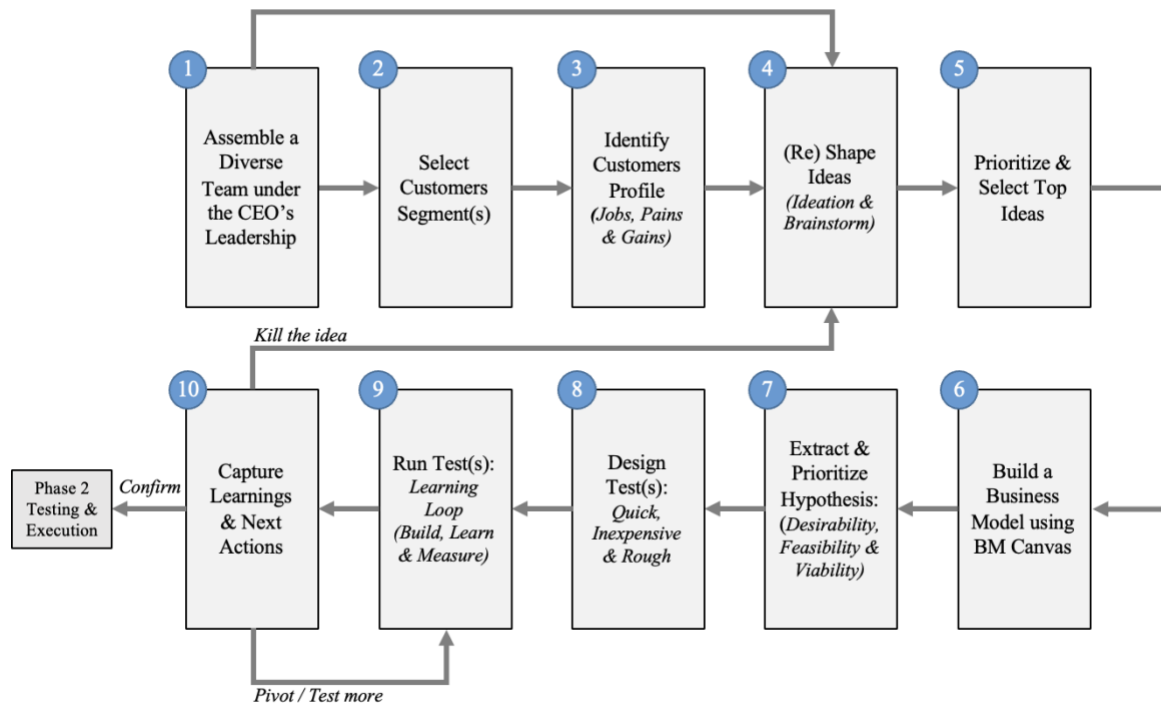 1
Assemble a
Diverse
Team under
the CEO's
Leadership
2
Select
Customers
Segment(s)
3
Identify
Customers
Profile
(Jobs, Pains
& Gains)
4
(Re) Shape
Ideas
(Ideation &
Brainstorm)
5
Prioritize &
Select Top
Ideas
Kill the idea
10
Capture
Learnings
& Next
Actions
9
Run Test(s):
Learning
Loop
(Build, Learn
& Measure)
8
Design
Test(s):
Quick,
Inexpensive
& Rough
7
Extract &
Prioritize
Hypothesis:
(Desirability,
Feasibility &
Viability)
6
Build a
Business
Model using
BM Canvas
Confirm
Phase 2
Testing &
Execution
Pivot / Test more